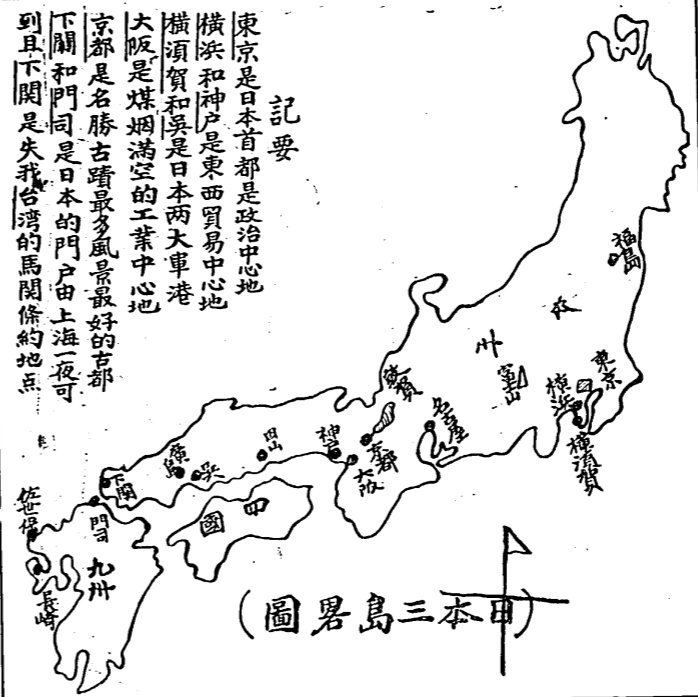 記要
東京是日本首都是政治中心地
横浜和神户是東西貿易中心地
横須賀和吳是日本两大軍港
大阪是煤烟滿空的工業中心地
京都是名勝古蹟最多風景最好的古都
下關和門司是日本的門户由上海一夜可
到且下関是失我台湾的馬関條約地点
福島
本
州
東京
横浜
横須賀
富士山
名古屋
敦賀
京都
大阪
神户
岡山
吳
廣島
下關
門司
四國
九州
佐世保
長崎
(日本三島畧圖)